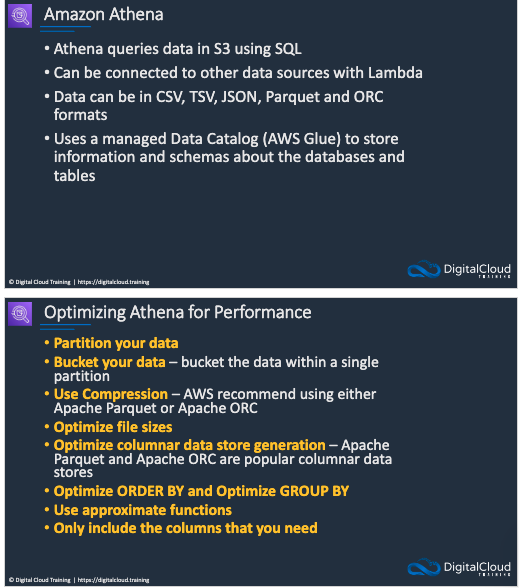 Amazon Athena
• Athena queries data in S3 using SQL
• Can be connected to other data sources with Lambda
• Data can be in CSV, TSV, JSON, Parquet and ORC
formats
• Uses a managed Data Catalog (AWS Glue) to store
information and schemas about the databases and
tables
DigitalCloud
TRAINING
© Digital Cloud Training | https://digitalcloud.training
Optimizing Athena for Performance
• Partition your data
• Bucket your data – bucket the data within a single
partition
• Use Compression – AWS recommend using either
Apache Parquet or Apache ORC
• Optimize file sizes
• Optimize columnar data store generation – Apache
Parquet and Apache ORC are popular columnar data
stores
• Optimize ORDER BY and Optimize GROUP BY
• Use approximate functions
• Only include the columns that you need
DigitalCloud
TRAINING
© Digital Cloud Training | https://digitalcloud.training